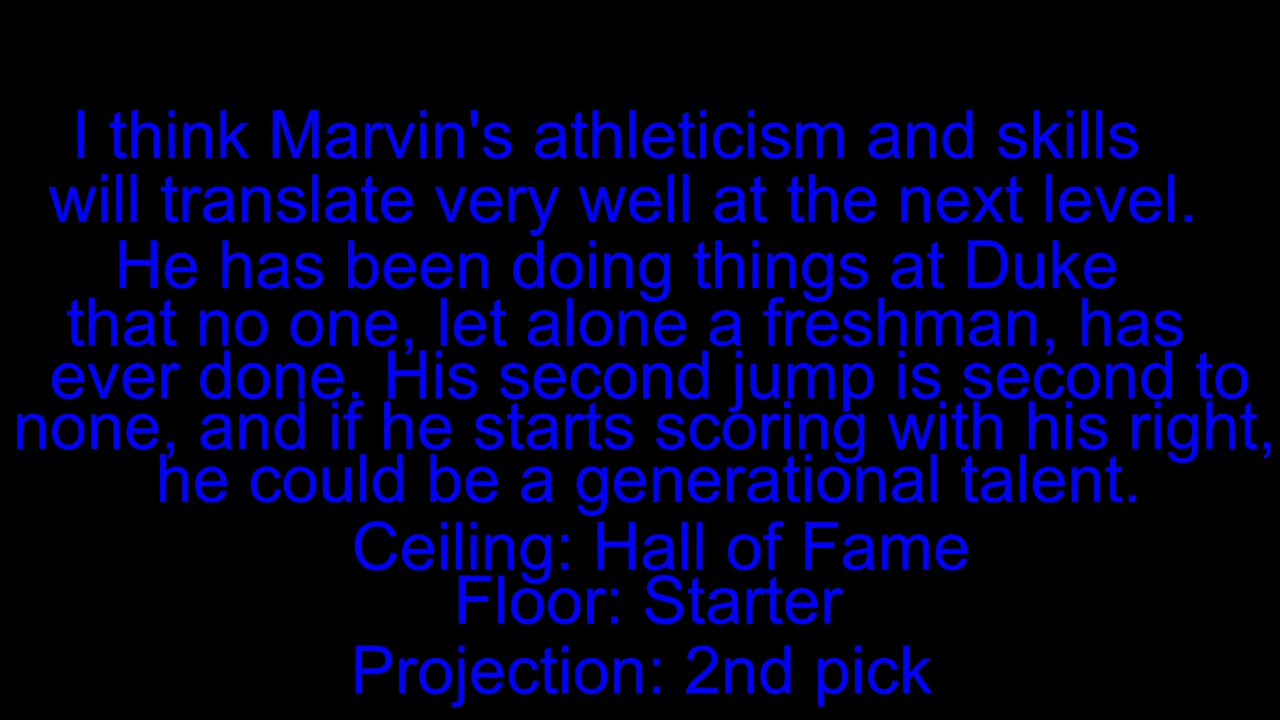 I think Marvin's athleticism and skills
will translate very well at the next level.
He has been doing things at Duke
that no one, let alone a freshman, has
ever done. His second jump is second to
none, and if he starts scoring with his right,
he could be a generational talent.
Ceiling: Hall of Fame
Floor: Starter
Projection: 2nd pick